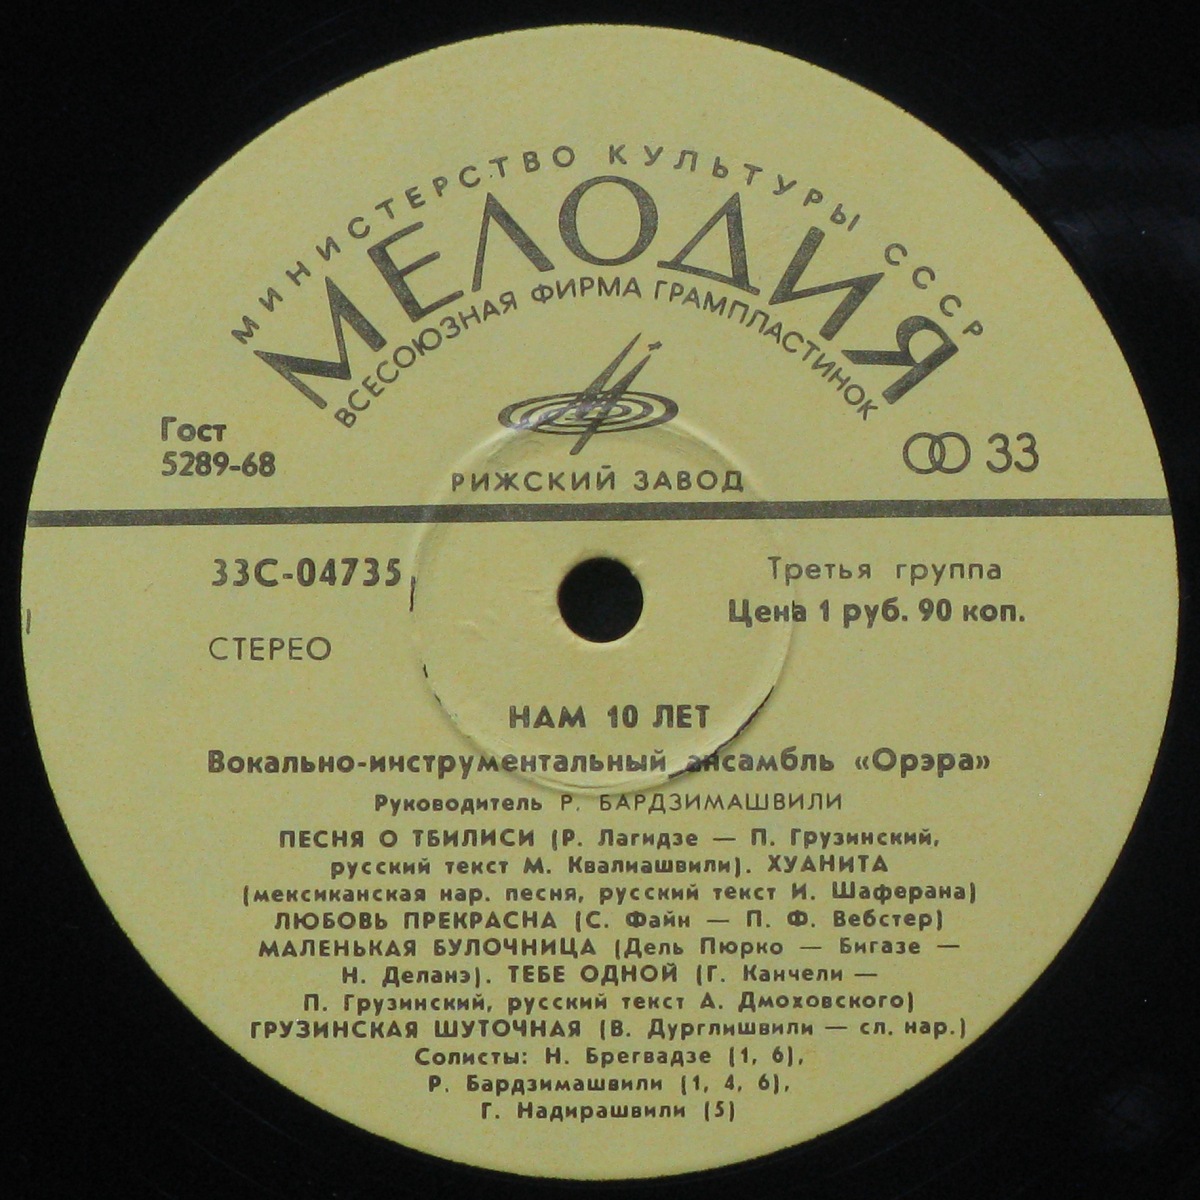 МИНИСТЕРСТВО КУЛЬТУРЫ СССР
МЕЛОДИЯ
ВСЕСОЮЗНАЯ ФИРМА ГРАМПЛАСТИНОК
Гост
5289-68
33
РИЖСКИЙ ЗАВОД
33С-04735
Третья группа
Цена 1 руб. 90 коп.
СТЕРЕО
НАМ 10 ЛЕТ
Вокально-инструментальный ансамбль «Орэра»
Руководитель Р. БАРДЗИМАШВИЛИ
ПЕСНЯ О ТБИЛИСИ (Р. Лагидзе — П. Грузинский,
русский текст М. Квалиашвили). ХУАНИТА
(мексиканская нар. песня, русский текст И. Шаферана)
ЛЮБОВЬ ПРЕКРАСНА (С. Файн — П. Ф. Вебстер)
МАЛЕНЬКАЯ БУЛОЧНИЦА (Дель Пюрко — Бигазе —
Н. Деланэ). ТЕБЕ ОДНОЙ (Г. Канчели —
П. Грузинский, русский текст А. Дмоховского)
ГРУЗИНСКАЯ ШУТОЧНАЯ (В. Дурглишвили — сл. нар.)
Солисты: Н. Брегвадзе (1, 6),
Р. Бардзимашвили (1, 4, 6),
Г. Надирашвили (5)